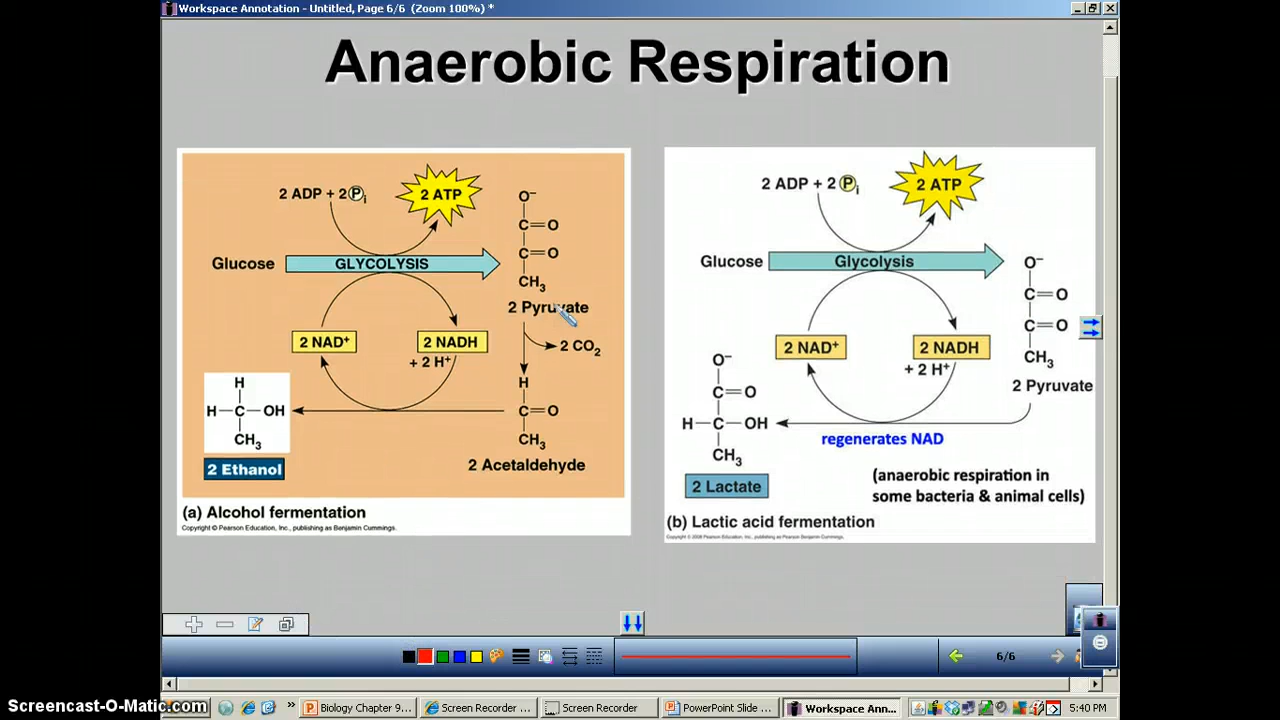 Workspace Annotation - Untitled, Page 6/6 (Zoom 100%) *
Anaerobic Respiration
2 ADP + 2 Pi
2 ATP
O–
C=O
C=O
CH3
Glucose
GLYCOLYSIS
2 Pyruvate
2 NAD+
2 NADH
+ 2 H+
2 CO2
H
H–C–OH
CH3
H
C=O
CH3
2 Ethanol
2 Acetaldehyde
(a) Alcohol fermentation
Copyright © Pearson Education, Inc., publishing as Benjamin Cummings.
2 ADP + 2 Pi
2 ATP
Glucose
Glycolysis
O–
C=O
C=O
CH3
2 Pyruvate
2 NAD+
2 NADH
+ 2 H+
O–
C=O
H–C–OH
CH3
regenerates NAD
2 Lactate
(anaerobic respiration in
some bacteria & animal cells)
(b) Lactic acid fermentation
Copyright © 2008 Pearson Education, Inc., publishing as Pearson Benjamin Cummings.
6/6
Screencast-O-Matic.com
»
Biology Chapter 9...
Screen Recorder ...
Screen Recorder
PowerPoint Slide ...
Workspace Ann...
5:40 PM